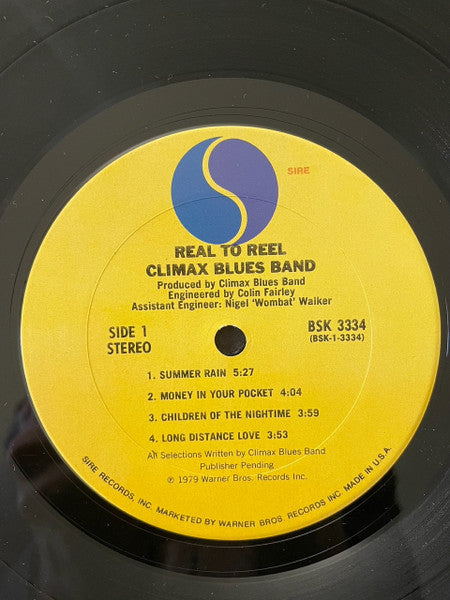 SIRE
REAL TO REEL
CLIMAX BLUES BAND
Produced by Climax Blues Band
Engineered by Colin Fairley
Assistant Engineer: Nigel 'Wombat' Walker
SIDE 1
STEREO
BSK 3334
(BSK-1-3334)
1. SUMMER RAIN 5:27
2. MONEY IN YOUR POCKET 4:04
3. CHILDREN OF THE NIGHTIME 3:59
4. LONG DISTANCE LOVE 3:53
All Selections Written by Climax Blues Band
Publisher Pending
℗ 1979 Warner Bros. Records Inc.
SIRE RECORDS, INC. MARKETED BY WARNER BROS. RECORDS INC. MADE IN U.S.A.